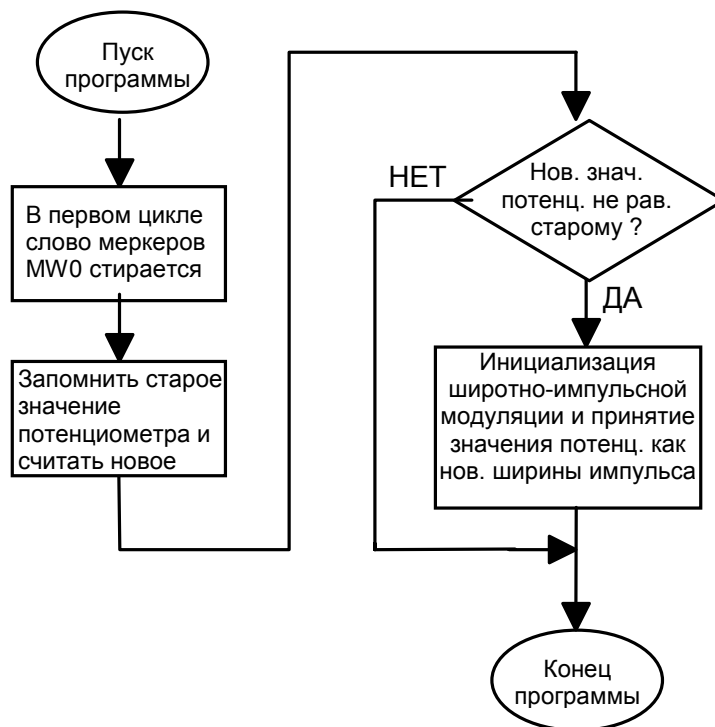 Пуск
программы
В первом цикле
слово меркеров
MW0 стирается
Запомнить старое
значение
потенциометра и
считать новое
Нов. знач.
потенц. не рав.
старому ?
НЕТ
ДА
Инициализация
широтно-импульсной
модуляции и принятие
значения потенц. как
нов. ширины импульса
Конец
программы